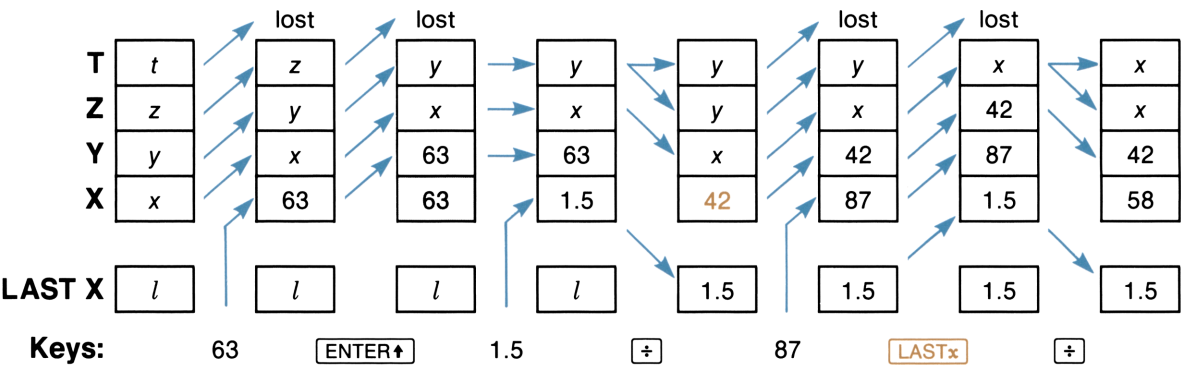 lost lost lost lost
T t z y y y y x x
Z z y x x y x 42 x
Y y x 63 63 x 42 87 42
X x 63 63 1.5 42 87 1.5 58
LAST X l l l l 1.5 1.5 1.5 1.5
Keys: 63 ENTER⬆ 1.5 ÷ 87 LASTx ÷